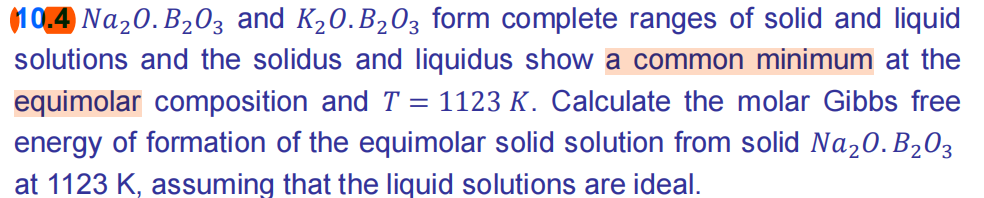 (10.4) Na₂O.B₂O₃ and K₂O.B₂O₃ form complete ranges of solid and liquid
solutions and the solidus and liquidus show a common minimum at the
equimolar composition and T = 1123 K. Calculate the molar Gibbs free
energy of formation of the equimolar solid solution from solid Na₂O.B₂O₃
at 1123 K, assuming that the liquid solutions are ideal.